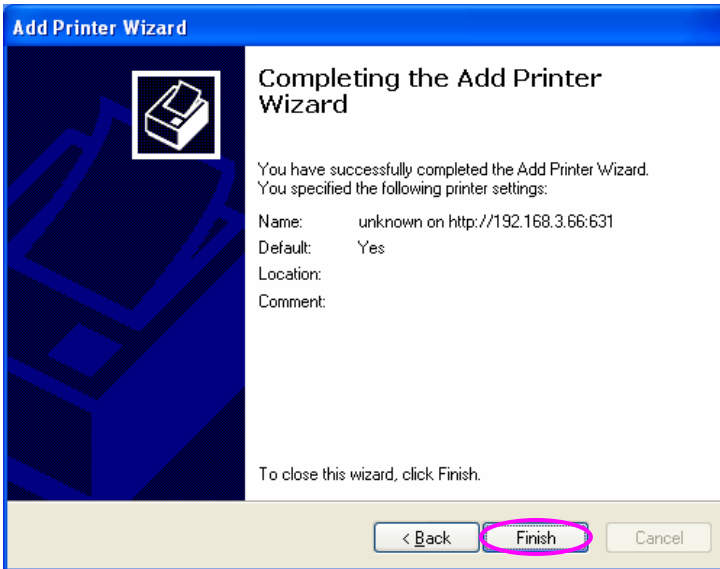 Add Printer Wizard
Completing the Add Printer
Wizard
You have successfully completed the Add Printer Wizard.
You specified the following printer settings:
Name: unknown on http://192.168.3.66:631
Default: Yes
Location:
Comment:
To close this wizard, click Finish.
< Back Finish Cancel